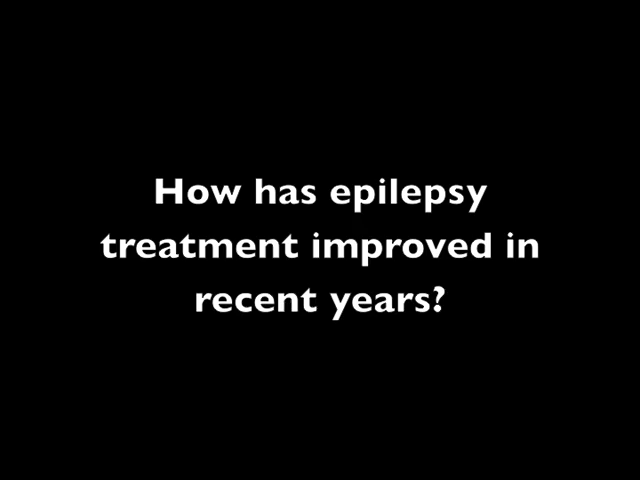 How has epilepsy
treatment improved in
recent years?